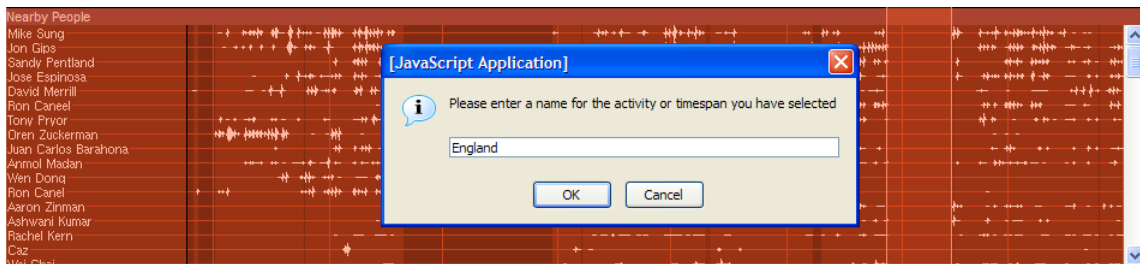 Nearby People
Mike Sung
Jon Gips
Sandy Pentland
Jose Espinosa
David Merrill
Ron Caneel
Tony Pryor
Oren Zuckerman
Juan Carlos Barahona
Anmol Madan
Wen Dong
Ron Canel
Aaron Zinman
Ashwani Kumar
Rachel Kern
Caz
[JavaScript Application]
Please enter a name for the activity or timespan you have selected
England
OK Cancel